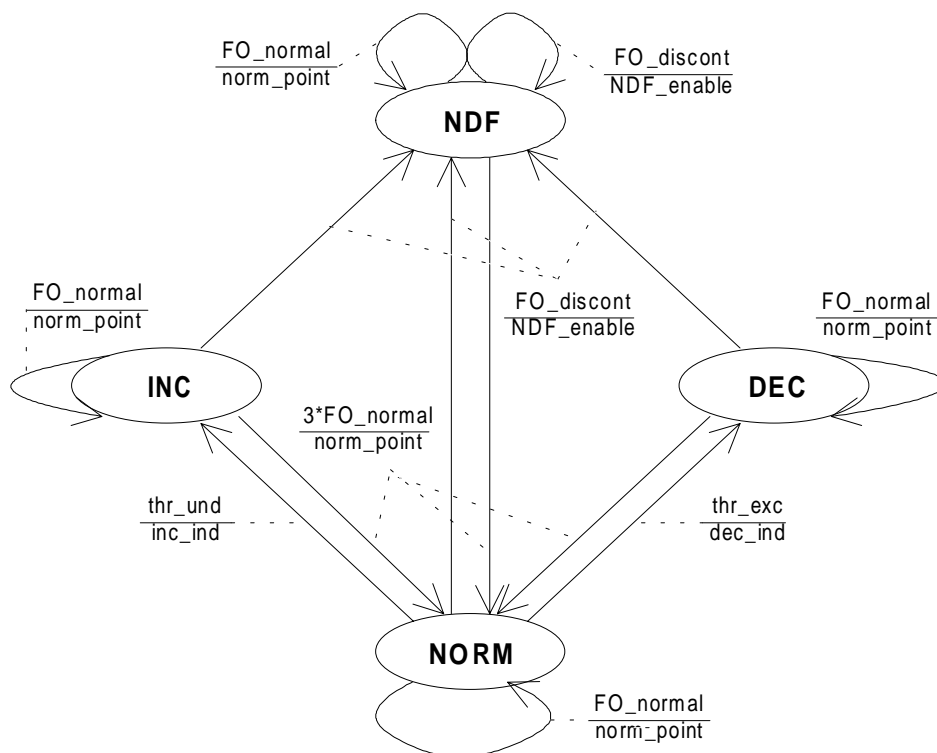 FO_normal
norm_point
FO_discont
NDF_enable
NDF
FO_normal
norm_point
FO_discont
NDF_enable
FO_normal
norm_point
INC
DEC
3*FO_normal
norm_point
thr_und
inc_ind
thr_exc
dec_ind
NORM
FO_normal
norm_point